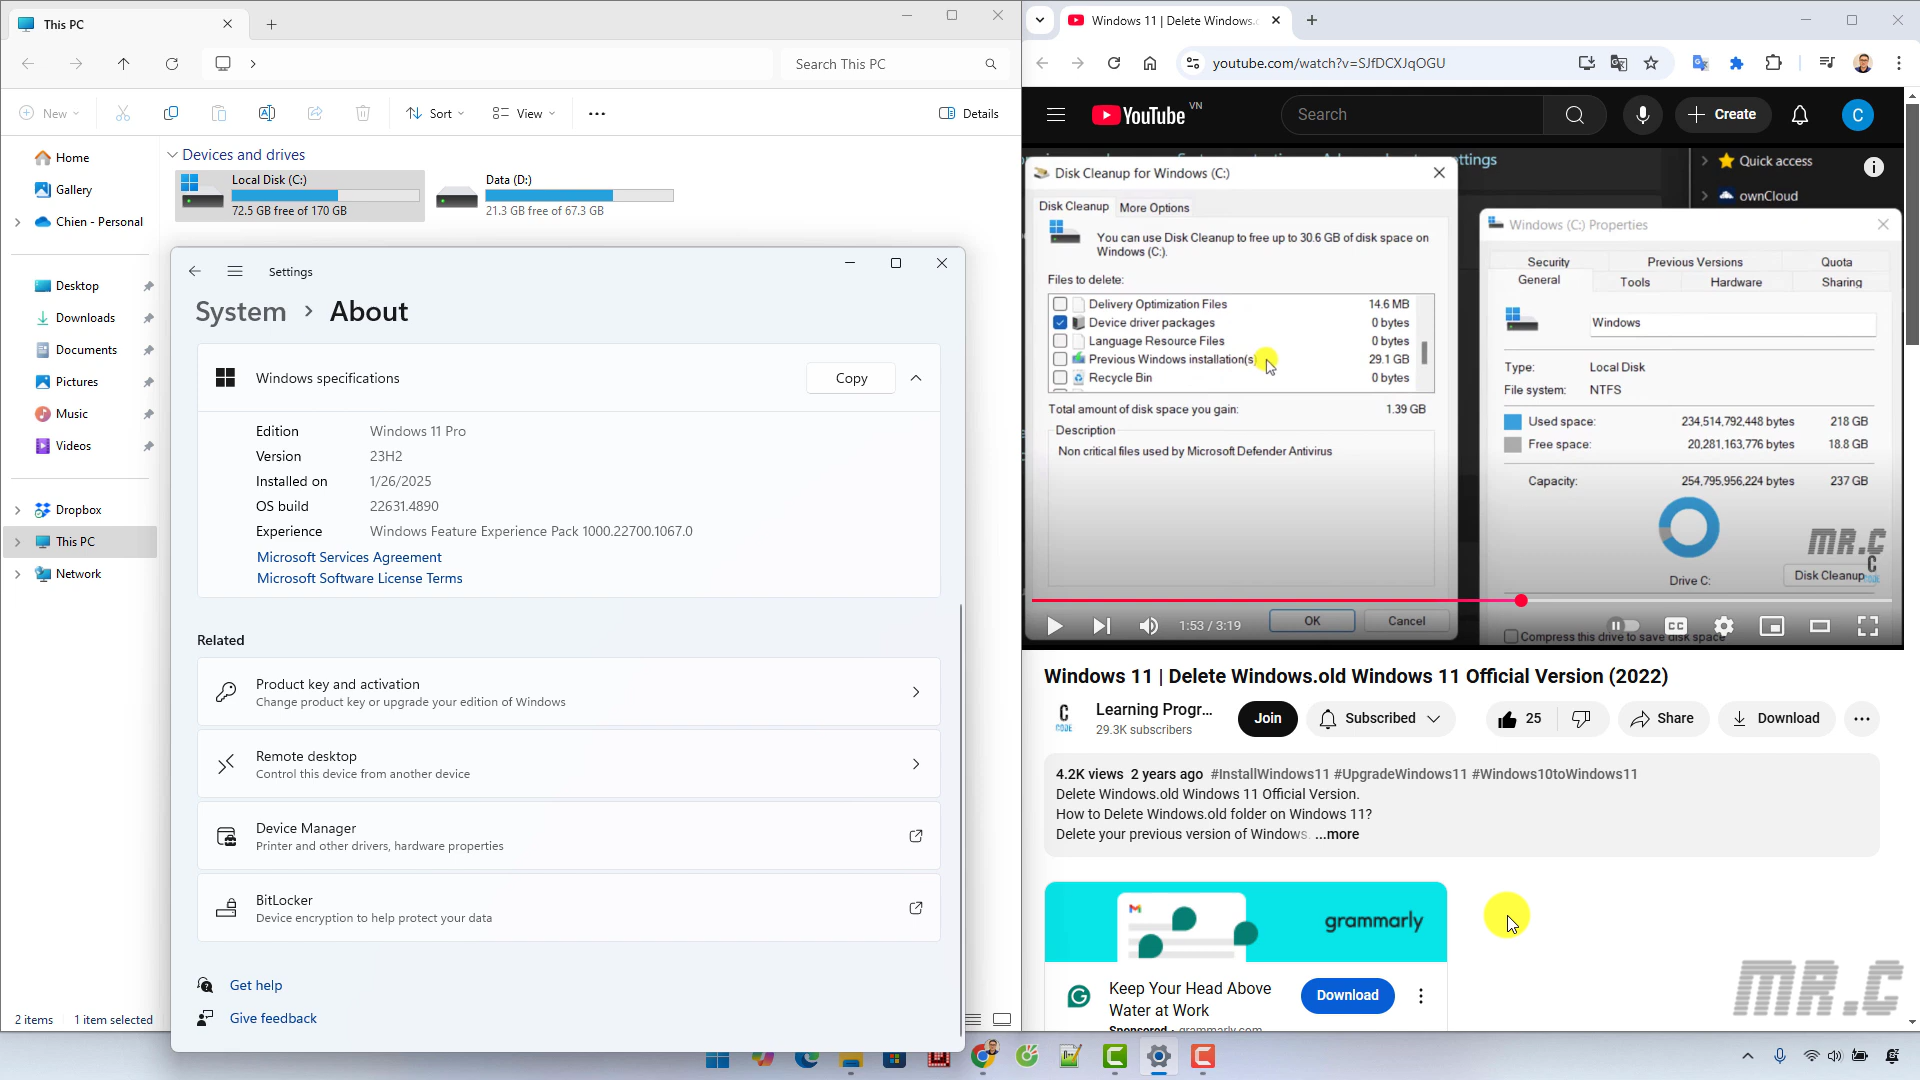 This PC
Search This PC
New
Sort
View
Details
Home
Gallery
Chien - Personal
Desktop
Downloads
Documents
Pictures
Music
Videos
Dropbox
This PC
Network
Devices and drives
Local Disk (C:)
72.5 GB free of 170 GB
Data (D:)
21.3 GB free of 67.3 GB
2 items
1 item selected
Settings
System > About
Windows specifications
Copy
Edition Windows 11 Pro
Version 23H2
Installed on 1/26/2025
OS build 22631.4890
Experience Windows Feature Experience Pack 1000.22700.1067.0
Microsoft Services Agreement
Microsoft Software License Terms
Related
Product key and activation
Change product key or upgrade your edition of Windows
Remote desktop
Control this device from another device
Device Manager
Printer and other drivers, hardware properties
BitLocker
Device encryption to help protect your data
Get help
Give feedback
Windows 11 | Delete Windows.
youtube.com/watch?v=SJfDCXJqOGU
YouTube VN
Search
Create
C
ettings
Quick access
ownCloud
Disk Cleanup for Windows (C:)
Disk Cleanup
More Options
You can use Disk Cleanup to free up 30.6 GB of disk space on
Windows (C:).
Files to delete:
Delivery Optimization Files 14.6 MB
Device driver packages 0 bytes
Language Resource Files 0 bytes
Previous Windows installation(s) 29.1 GB
Recycle Bin 0 bytes
Total amount of disk space you gain: 1.39 GB
Description
Non critical files used by Microsoft Defender Antivirus
OK
Cancel
Windows (C:) Properties
Security
Previous Versions
Quota
General
Tools
Hardware
Sharing
Windows
Type: Local Disk
File system: NTFS
Used space: 234,514,792,448 bytes 218 GB
Free space: 20,281,163,776 bytes 18.8 GB
Capacity: 254,795,956,224 bytes 237 GB
Drive C:
Disk Cleanup
Compress this drive to save disk space
MR.C
C
CODE
1:53 / 3:19
CC
Windows 11 | Delete Windows.old Windows 11 Official Version (2022)
C
CODE
Learning Progr...
29.3K subscribers
Join
Subscribed
25
Share
Download
4.2K views 2 years ago #InstallWindows11 #UpgradeWindows11 #Windows10toWindows11
Delete Windows.old Windows 11 Official Version.
How to Delete Windows.old folder on Windows 11?
Delete your previous version of Windows. ...more
grammarly
Keep Your Head Above
Water at Work
Download
Sponsored · grammarly.com
MR.C